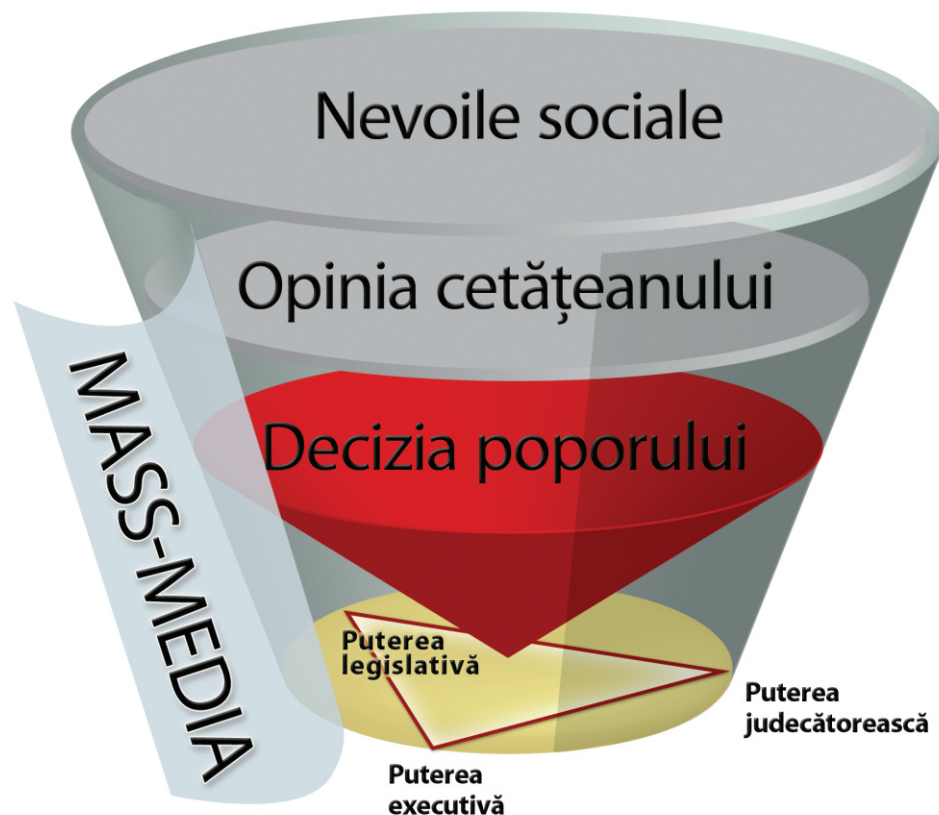 Nevoile sociale
Opinia cetățeanului
Decizia poporului
MASS-MEDIA
Puterea
legislativă
Puterea
judecătorească
Puterea
executivă